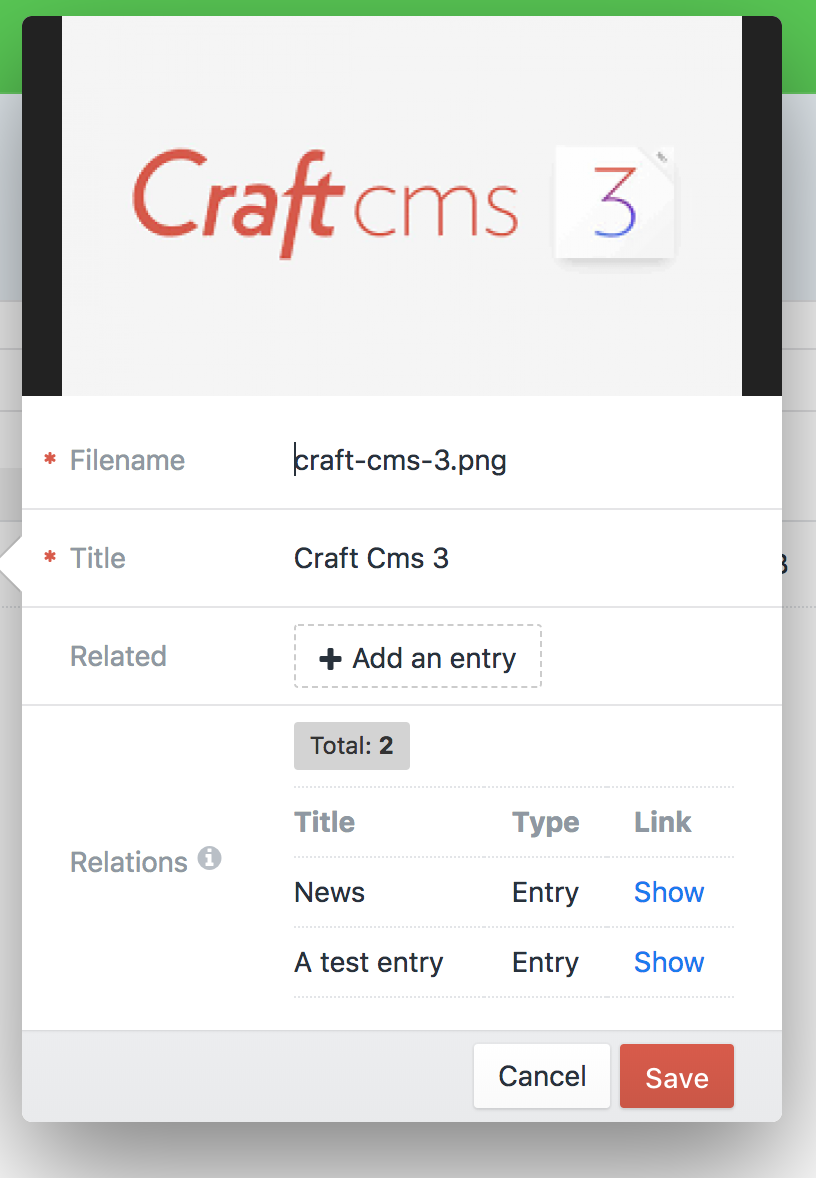 Craft cms 3
* Filename craft-cms-3.png
* Title Craft Cms 3
3
Related + Add an entry
Total: 2
Title Type Link
Relations
News Entry Show
A test entry Entry Show
Cancel Save